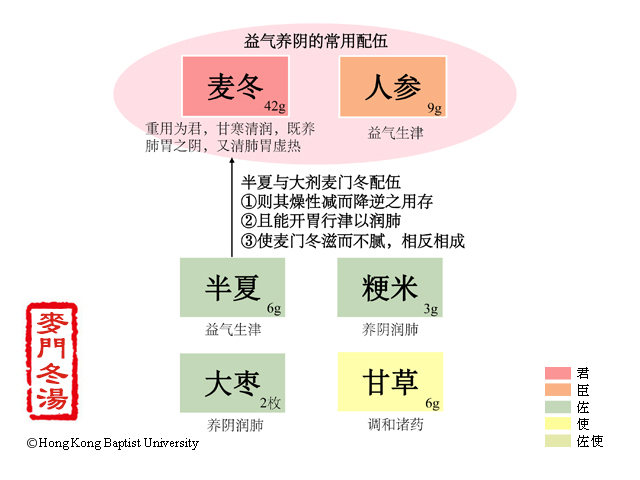 益气养阴的常用配伍
麦冬
42g
人参
9g
重用为君，甘寒清润，既养
肺胃之阴，又清肺胃虚热
益气生津
半夏与大剂麦门冬配伍
①则其燥性减而降逆之用存
②且能开胃行津以润肺
③使麦门冬滋而不腻，相反相成
半夏
6g
粳米
3g
益气生津
养阴润肺
大枣
2枚
甘草
6g
养阴润肺
调和诸药
麥門冬湯
©Hong Kong Baptist University
君
臣
佐
使
佐使